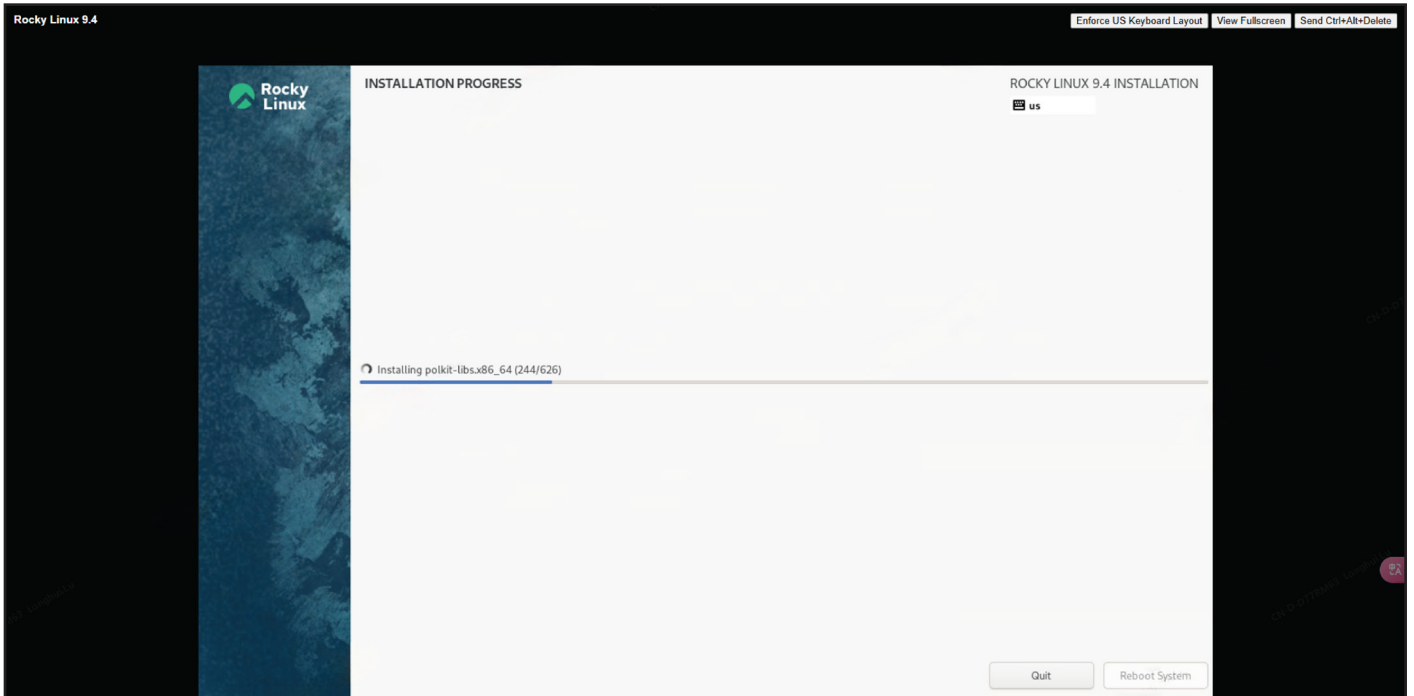 Rocky Linux 9.4
Enforce US Keyboard Layout
View Fullscreen
Send Ctrl+Alt+Delete
Rocky
Linux
INSTALLATION PROGRESS
ROCKY LINUX 9.4 INSTALLATION
us
Installing polkit-libs.x86_64 (244/626)
Quit
Reboot System